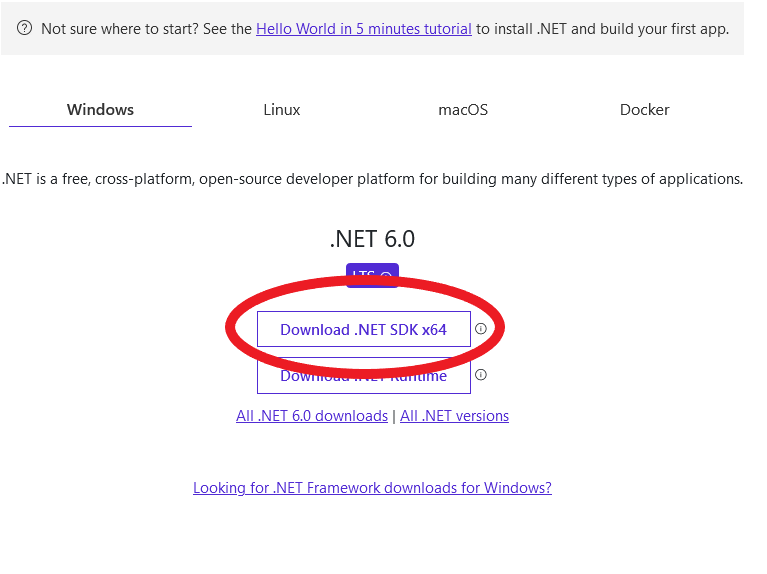 Not sure where to start? See the Hello World in 5 minutes tutorial to install .NET and build your first app.
Windows Linux macOS Docker
.NET is a free, cross-platform, open-source developer platform for building many different types of applications.
.NET 6.0
LTS
Download .NET SDK x64
Download .NET Runtime
All .NET 6.0 downloads | All .NET versions
Looking for .NET Framework downloads for Windows?